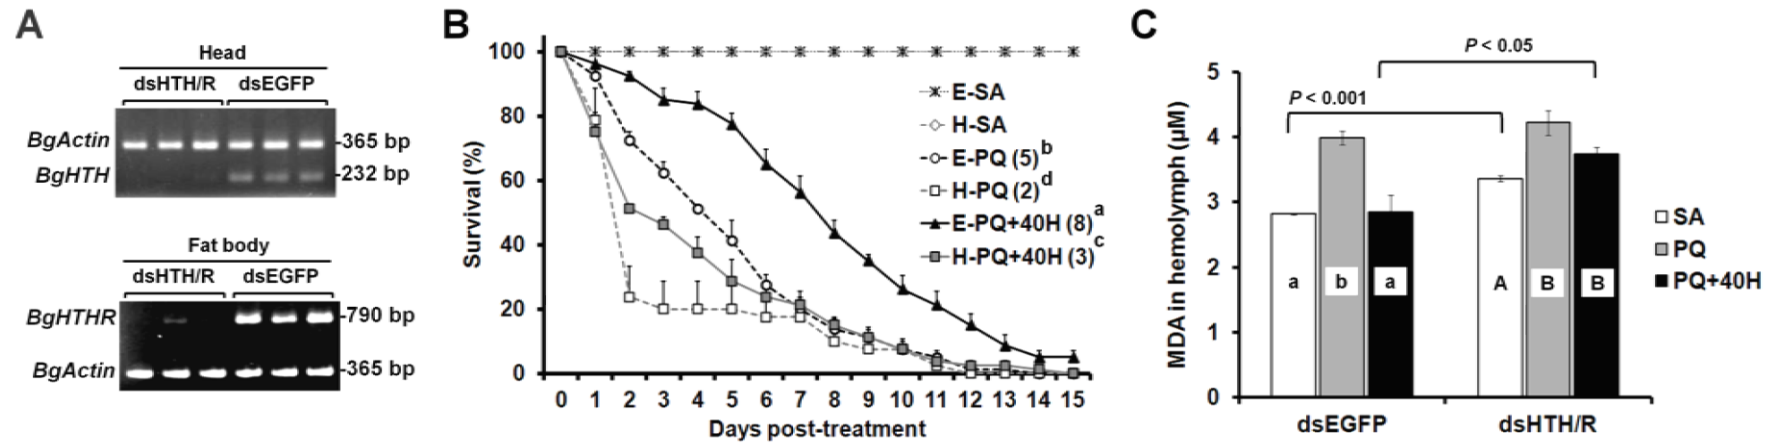 A
Head
dsHTH/R dsEGFP
BgActin -365 bp
BgHTH -232 bp
Fat body
dsHTH/R dsEGFP
BgHTHR -790 bp
BgActin -365 bp
B
Survival (%)
100
80
60
40
20
0
E-SA
H-SA
E-PQ (5)b
H-PQ (2)d
E-PQ+40H (8)a
H-PQ+40H (3)c
0 1 2 3 4 5 6 7 8 9 10 11 12 13 14 15
Days post-treatment
C
P < 0.05
P < 0.001
MDA in hemolymph (µM)
5
4
3
2
1
0
a b a A B B
SA
PQ
PQ+40H
dsEGFP dsHTH/R